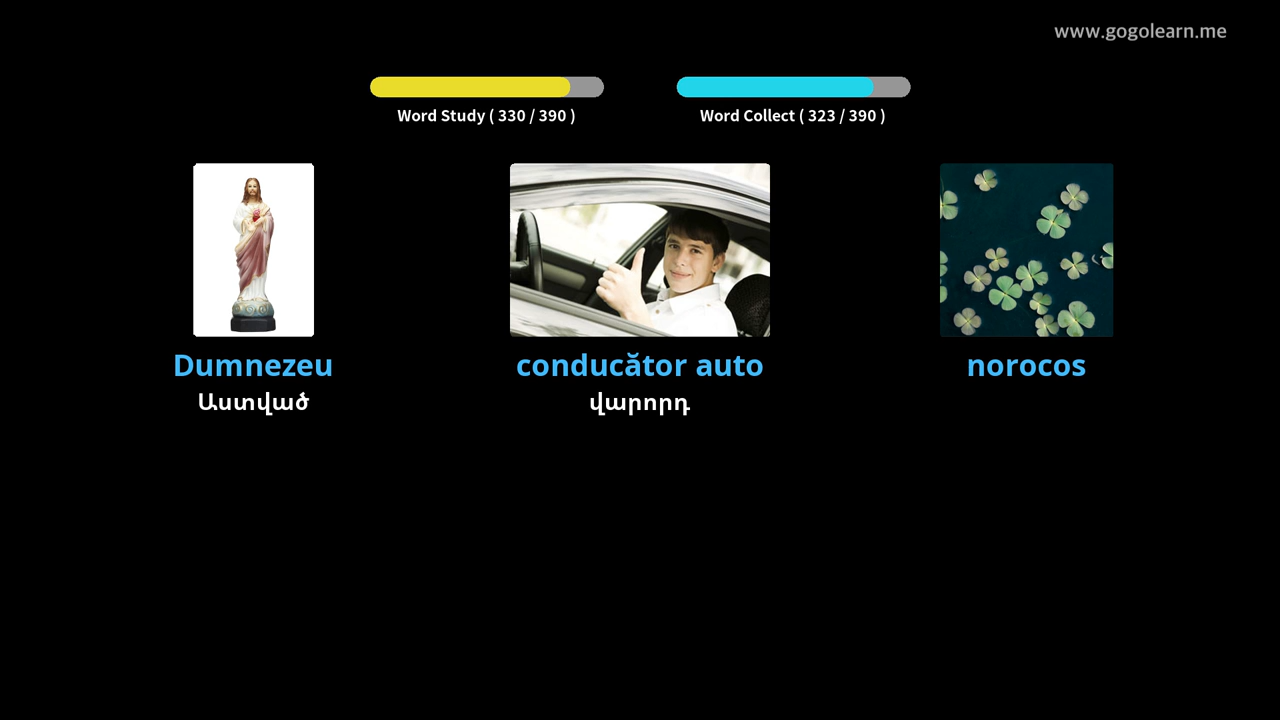 www.gogolearn.me
Word Study ( 330 / 390 )
Word Collect ( 323 / 390 )
Dumnezeu
conducător auto
norocos
Աստված
վարորդ